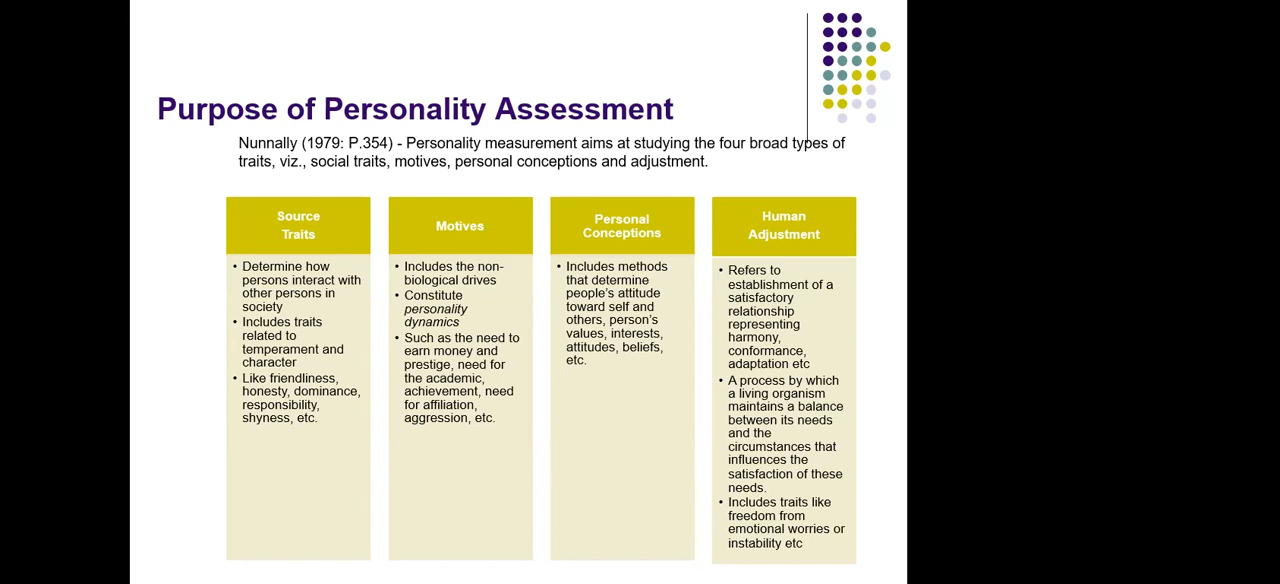 Purpose of Personality Assessment
Nunnally (1979: P.354) - Personality measurement aims at studying the four broad types of
traits, viz., social traits, motives, personal conceptions and adjustment.
Source
Traits
• Determine how
persons interact with
other persons in
society
• Includes traits
related to
temperament and
character
• Like friendliness,
honesty, dominance,
responsibility,
shyness, etc.
Motives
• Includes the non-
biological drives
• Constitute
personality
dynamics
• Such as the need to
earn money and
prestige, need for
the academic,
achievement, need
for affiliation,
aggression, etc.
Personal
Conceptions
• Includes methods
that determine
people's attitude
toward self and
others, person's
values, interests,
attitudes, beliefs,
etc.
Human
Adjustment
• Refers to
establishment of a
satisfactory
relationship
representing
harmony,
conformance,
adaptation etc
• A process by which
a living organism
maintains a balance
between its needs
and the
circumstances that
influences the
satisfaction of these
needs.
• Includes traits like
freedom from
emotional worries or
instability etc